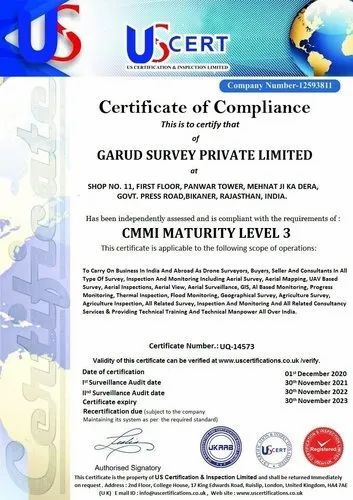 US
US CERT
US CERTIFICATION & INSPECTION LIMITED
Company Number-12593811
Certificate
Certificate of Compliance
This is to certify that
of
GARUD SURVEY PRIVATE LIMITED
at
SHOP NO. 11, FIRST FLOOR, PANWAR TOWER, MEHNAT JI KA DERA,
GOVT. PRESS ROAD,BIKANER, RAJASTHAN, INDIA.
Has been independently assessed and is compliant with the requirements of :
CMMI MATURITY LEVEL 3
This certificate is applicable to the following scope of operations:
To Carry On Business In India And Abroad As Drone Surveyors, Buyers, Seller And Consultants In All
Type Of Survey, Inspection And Monitoring Including Aerial Survey, Aerial Mapping, UAV Based
Survey, Aerial Inspections, Aerial View, Aerial Surveillance, GIS, AI Based Monitoring, Progress
Monitoring, Thermal Inspection, Flood Monitoring, Geographical Survey, Agriculture Survey,
Agriculture Inspection, All Related Survey, Inspection And Monitoring And All Related Consultancy
Services & Providing Technical Training And Technical Manpower All Over India.
Certificate Number.: UQ-14573
Validity of this certificate can be verified at www.uscertifications.co.uk /verify.
Date of certification 01st December 2020
Ist Surveillance Audit date 30th November 2021
IInd Surveillance Audit date 30th November 2022
Certificate expiry 30th November 2023
Recertification due (subject to the company
Maintaining its system as per the required standard)
UKAAB
US CERT
Registered
Authorised Signatory
This Certificate is the property of US Certification & Inspection Limited and shall be returned Immediately
on request . Address : 2nd Floor, College House, 17 King Edwards Road, Ruislip, London, United Kingdom, HA4 7AE
(U K) E mail ID : info@uscertifications.co.uk , Web site : www.uscertifications.co.uk